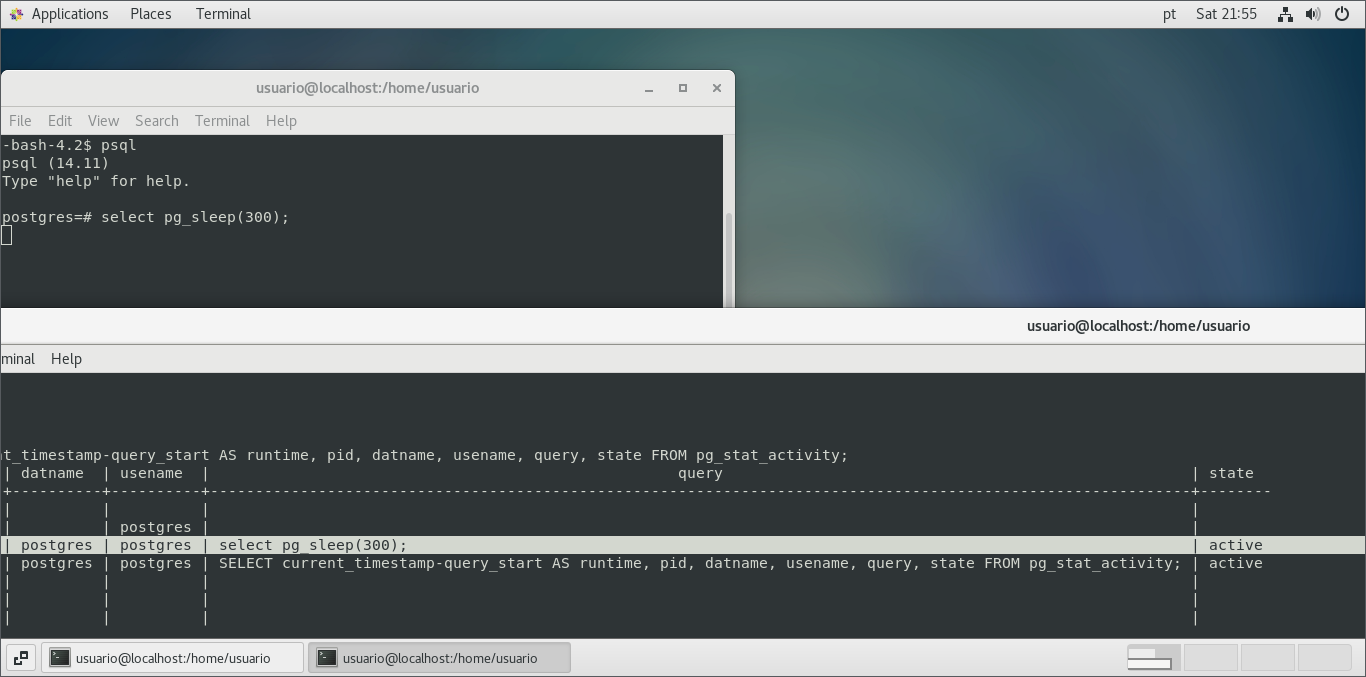 Applications Places Terminal pt Sat 21:55
usuario@localhost:/home/usuario
File Edit View Search Terminal Help
-bash-4.2$ psql
psql (14.11)
Type "help" for help.
postgres=# select pg_sleep(300);
usuario@localhost:/home/usuario
minal Help
t_timestamp-query_start AS runtime, pid, datname, usename, query, state FROM pg_stat_activity;
| datname | usename | query | state
+----------+----------+-------------------------------------------------------------------------------------------------------------+--------
| | | |
| | postgres | |
| postgres | postgres | select pg_sleep(300); | active
| postgres | postgres | SELECT current_timestamp-query_start AS runtime, pid, datname, usename, query, state FROM pg_stat_activity; | active
| | | |
| | | |
| | | |
usuario@localhost:/home/usuario usuario@localhost:/home/usuario